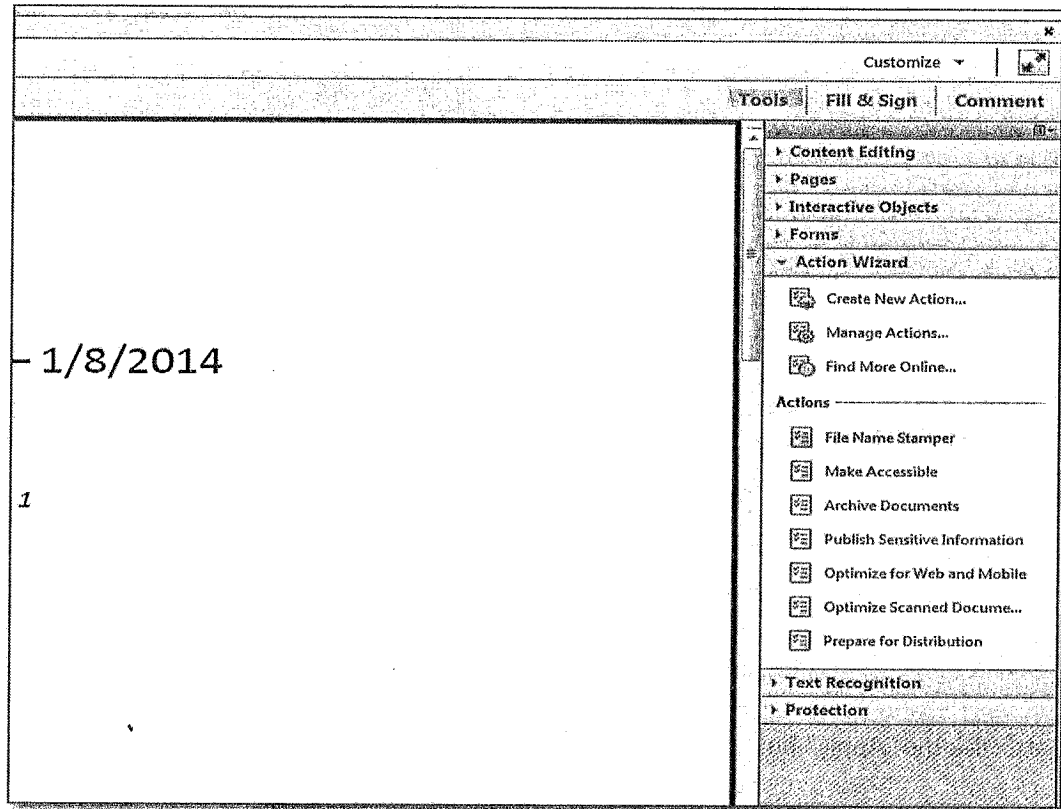 Customize
Tools Fill & Sign Comment
Content Editing
Pages
Interactive Objects
Forms
Action Wizard
Create New Action...
Manage Actions...
Find More Online...
Actions
File Name Stamper
Make Accessible
Archive Documents
Publish Sensitive Information
Optimize for Web and Mobile
Optimize Scanned Docume...
Prepare for Distribution
Text Recognition
Protection
– 1/8/2014
1